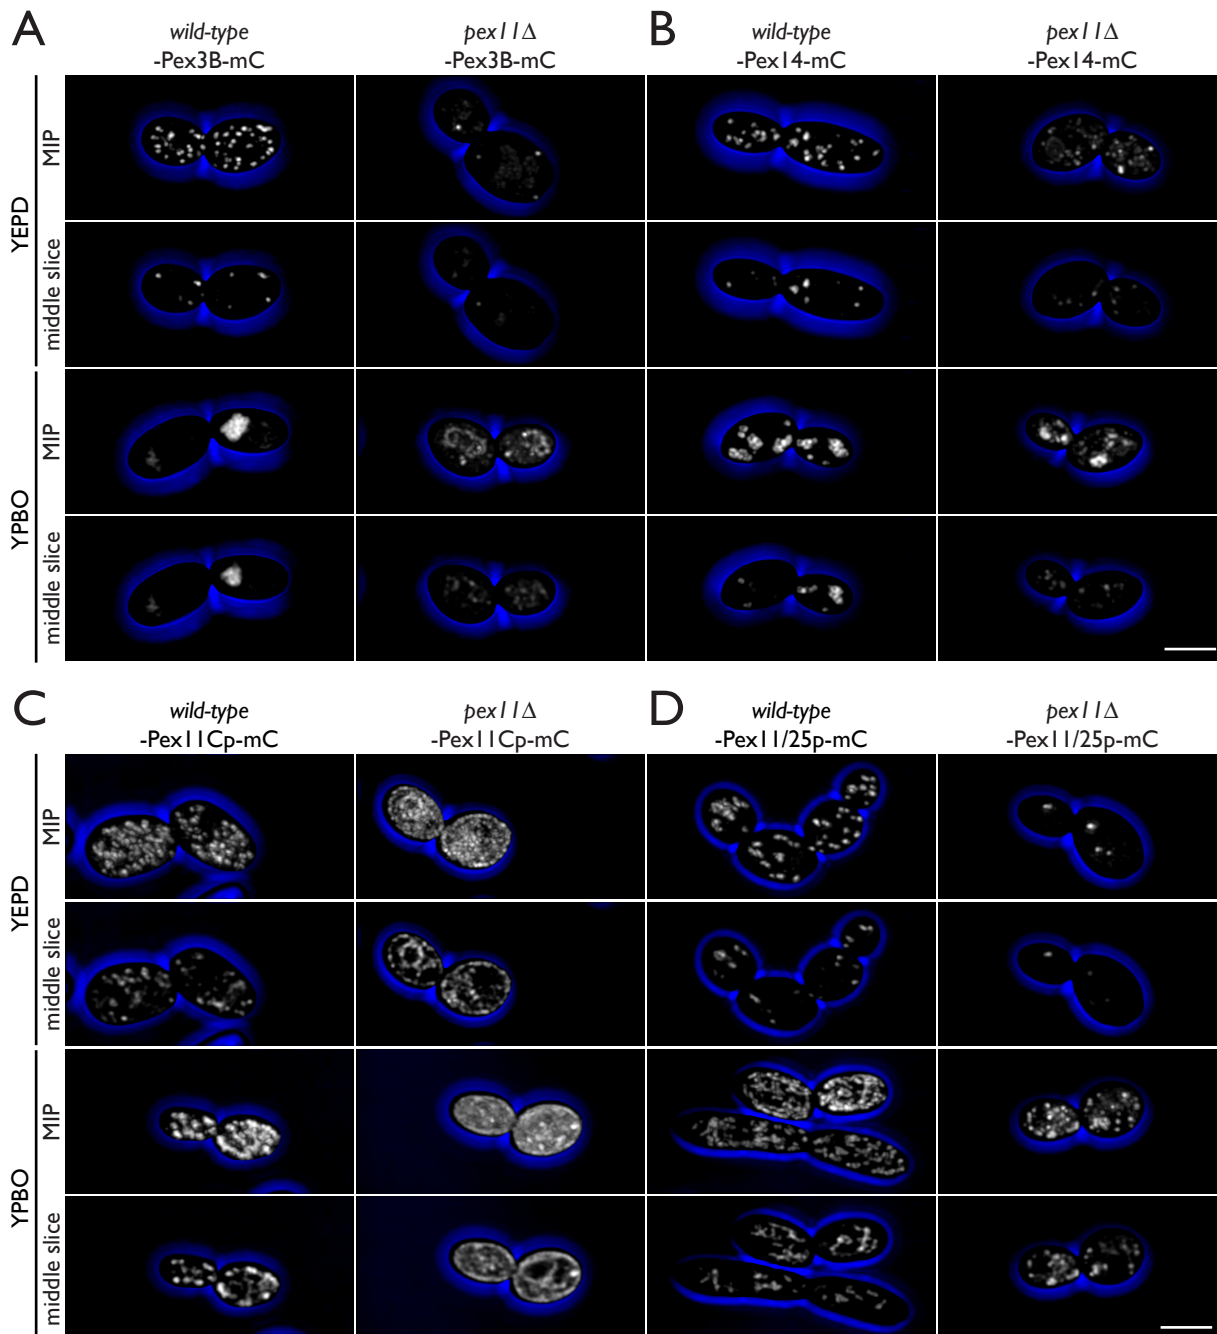 A
wild-type
-Pex3B-mC
pex11Δ
-Pex3B-mC
B
wild-type
-Pex14-mC
pex11Δ
-Pex14-mC
YEPD
MIP
middle slice
YPBO
MIP
middle slice
C
wild-type
-Pex11Cp-mC
pex11Δ
-Pex11Cp-mC
D
wild-type
-Pex11/25p-mC
pex11Δ
-Pex11/25p-mC
YEPD
MIP
middle slice
YPBO
MIP
middle slice